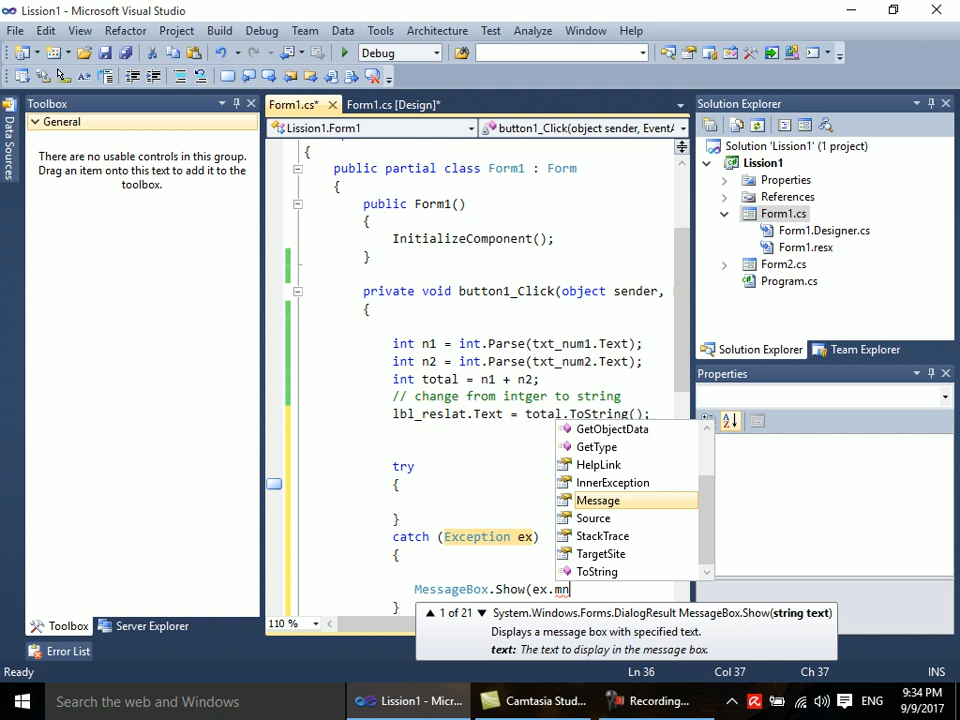 Lission1 - Microsoft Visual Studio
File Edit View Refactor Project Build Debug Team Data Tools Architecture Test Analyze Window Help
Debug
Toolbox
General
There are no usable controls in this group.
Drag an item onto this text to add it to the
toolbox.
Data Sources
Form1.cs* Form1.cs [Design]*
Lission1.Form1 button1_Click(object sender, EventA
{
public partial class Form1 : Form
{
public Form1()
{
InitializeComponent();
}
private void button1_Click(object sender,
{
int n1 = int.Parse(txt_num1.Text);
int n2 = int.Parse(txt_num2.Text);
int total = n1 + n2;
// change from intger to string
lbl_reslat.Text = total.ToString();
try
{
}
catch (Exception ex)
{
MessageBox.Show(ex.mn
}
GetObjectData
GetType
HelpLink
InnerException
Message
Source
StackTrace
TargetSite
ToString
1 of 21 System.Windows.Forms.DialogResult MessageBox.Show(string text)
Displays a message box with specified text.
text: The text to display in the message box.
110 %
Solution Explorer
Solution 'Lission1' (1 project)
Lission1
Properties
References
Form1.cs
Form1.Designer.cs
Form1.resx
Form2.cs
Program.cs
Solution Explorer Team Explorer
Properties
Toolbox Server Explorer
Error List
Ready Ln 36 Col 37 Ch 37 INS
Search the web and Windows Lission1 - Micr... Camtasia Stud... Recording... ENG 9:34 PM
9/9/2017